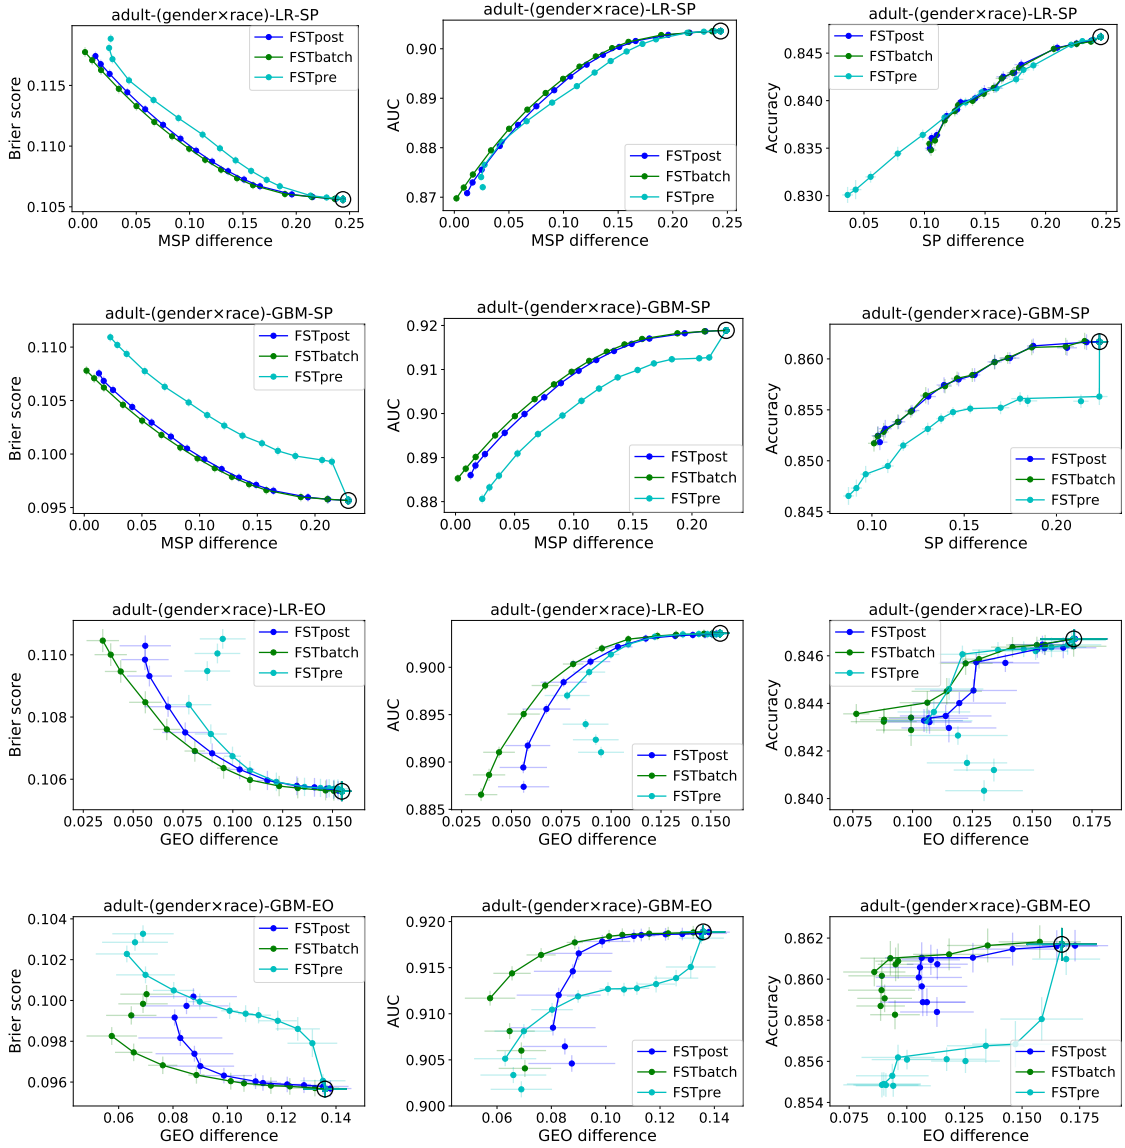 adult-(gender×race)-LR-SP
Brier score
0.115
0.110
0.105
0.00 0.05 0.10 0.15 0.20 0.25
MSP difference
FSTpost
FSTbatch
FSTpre
adult-(gender×race)-LR-SP
AUC
0.90
0.89
0.88
0.87
0.00 0.05 0.10 0.15 0.20 0.25
MSP difference
FSTpost
FSTbatch
FSTpre
adult-(gender×race)-LR-SP
Accuracy
0.845
0.840
0.835
0.830
0.05 0.10 0.15 0.20 0.25
SP difference
FSTpost
FSTbatch
FSTpre
adult-(gender×race)-GBM-SP
Brier score
0.110
0.105
0.100
0.095
0.00 0.05 0.10 0.15 0.20
MSP difference
FSTpost
FSTbatch
FSTpre
adult-(gender×race)-GBM-SP
AUC
0.92
0.91
0.90
0.89
0.88
0.00 0.05 0.10 0.15 0.20
MSP difference
FSTpost
FSTbatch
FSTpre
adult-(gender×race)-GBM-SP
Accuracy
0.860
0.855
0.850
0.845
0.10 0.15 0.20
SP difference
FSTpost
FSTbatch
FSTpre
adult-(gender×race)-LR-EO
Brier score
0.110
0.108
0.106
0.025 0.050 0.075 0.100 0.125 0.150
GEO difference
FSTpost
FSTbatch
FSTpre
adult-(gender×race)-LR-EO
AUC
0.900
0.895
0.890
0.885
0.025 0.050 0.075 0.100 0.125 0.150
GEO difference
FSTpost
FSTbatch
FSTpre
adult-(gender×race)-LR-EO
Accuracy
0.846
0.844
0.842
0.840
0.075 0.100 0.125 0.150 0.175
EO difference
FSTpost
FSTbatch
FSTpre
adult-(gender×race)-GBM-EO
Brier score
0.104
0.102
0.100
0.098
0.096
0.06 0.08 0.10 0.12 0.14
GEO difference
FSTpost
FSTbatch
FSTpre
adult-(gender×race)-GBM-EO
AUC
0.920
0.915
0.910
0.905
0.900
0.06 0.08 0.10 0.12 0.14
GEO difference
FSTpost
FSTbatch
FSTpre
adult-(gender×race)-GBM-EO
Accuracy
0.862
0.860
0.858
0.856
0.854
0.075 0.100 0.125 0.150 0.175
EO difference
FSTpost
FSTbatch
FSTpre